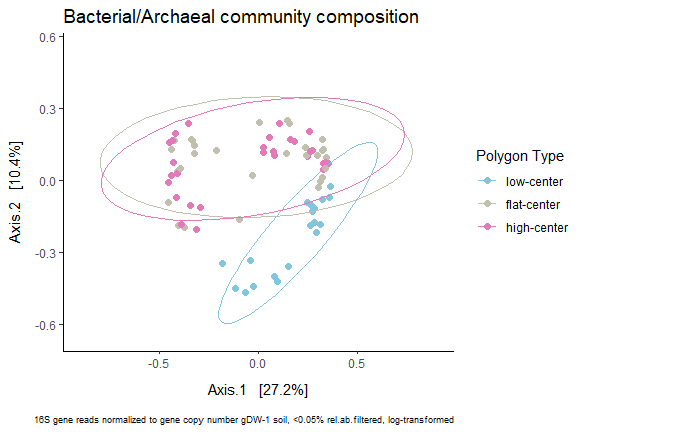 Bacterial/Archaeal community composition
0.6
0.3
0.0
-0.3
-0.6
Axis.2 [10.4%]
-0.5
0.0
0.5
Axis.1 [27.2%]
Polygon Type
low-center
flat-center
high-center
16S gene reads normalized to gene copy number gDW-1 soil, <0.05% rel.ab.filtered, log-transformed